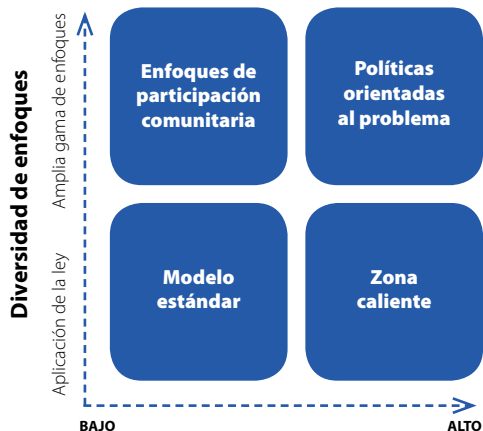 Diversidad de enfoques
Amplia gama de enfoques
Aplicación de la ley
Enfoques de
participación
comunitaria
Políticas
orientadas
al problema
Modelo
estándar
Zona
caliente
BAJO
ALTO